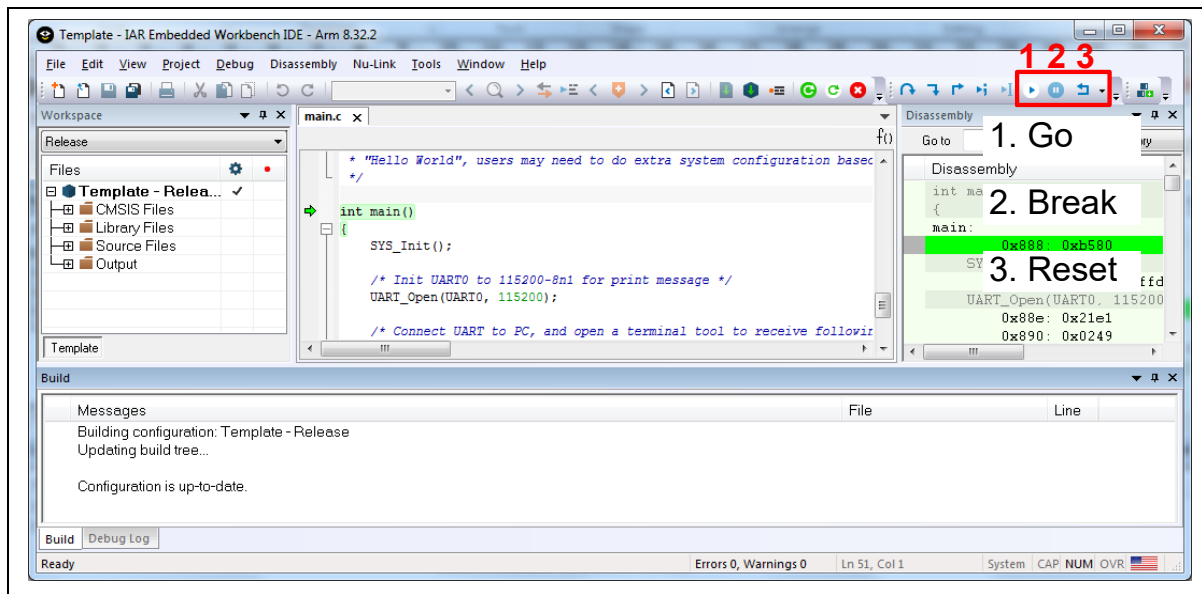 Template - IAR Embedded Workbench IDE - Arm 8.32.2
File Edit View Project Debug Disassembly Nu-Link Tools Window Help
1 2 3
Workspace
main.c
Disassembly
Release
f()
Go to
1. Go
Files
Template - Relea...
CMSIS Files
Library Files
Source Files
Output
Template
* "Hello World", users may need to do extra system configuration based
*/
int main()
{
SYS_Init();
/* Init UART0 to 115200-8n1 for print message */
UART_Open(UART0, 115200);
/* Connect UART to PC, and open a terminal tool to receive followin
Disassembly
int ma
{
2. Break
main:
0x888: 0xb580
SY
3. Reset
ffd
UART_Open(UART0, 115200
0x88e: 0x21e1
0x890: 0x0249
Build
Messages File Line
Building configuration: Template - Release
Updating build tree...
Configuration is up-to-date.
Build Debug Log
Ready Errors 0, Warnings 0 Ln 51, Col 1 System CAP NUM OVR